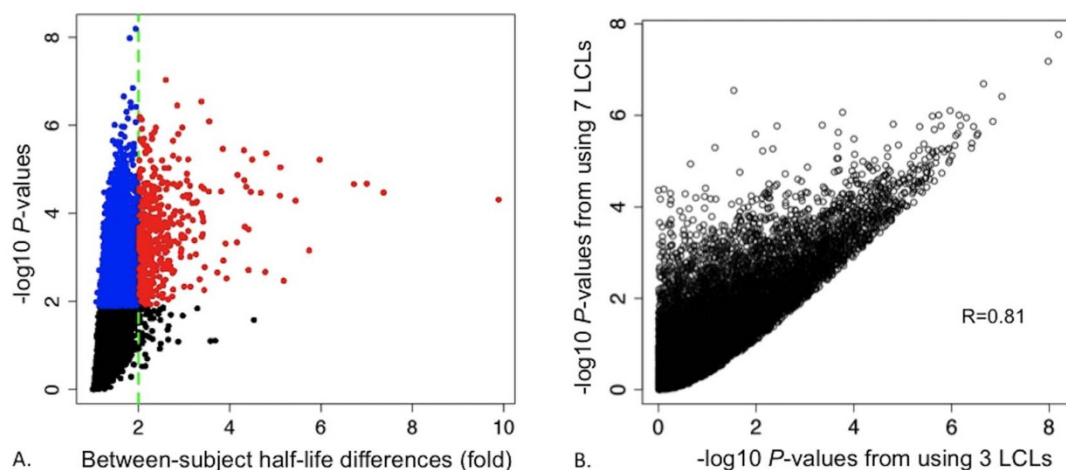 -log10 P-values
8
6
4
2
0
2
4
6
8
10
A.
Between-subject half-life differences (fold)
-log10 P-values from using 7 LCLs
8
6
4
2
0
R=0.81
0
2
4
6
8
B.
-log10 P-values from using 3 LCLs